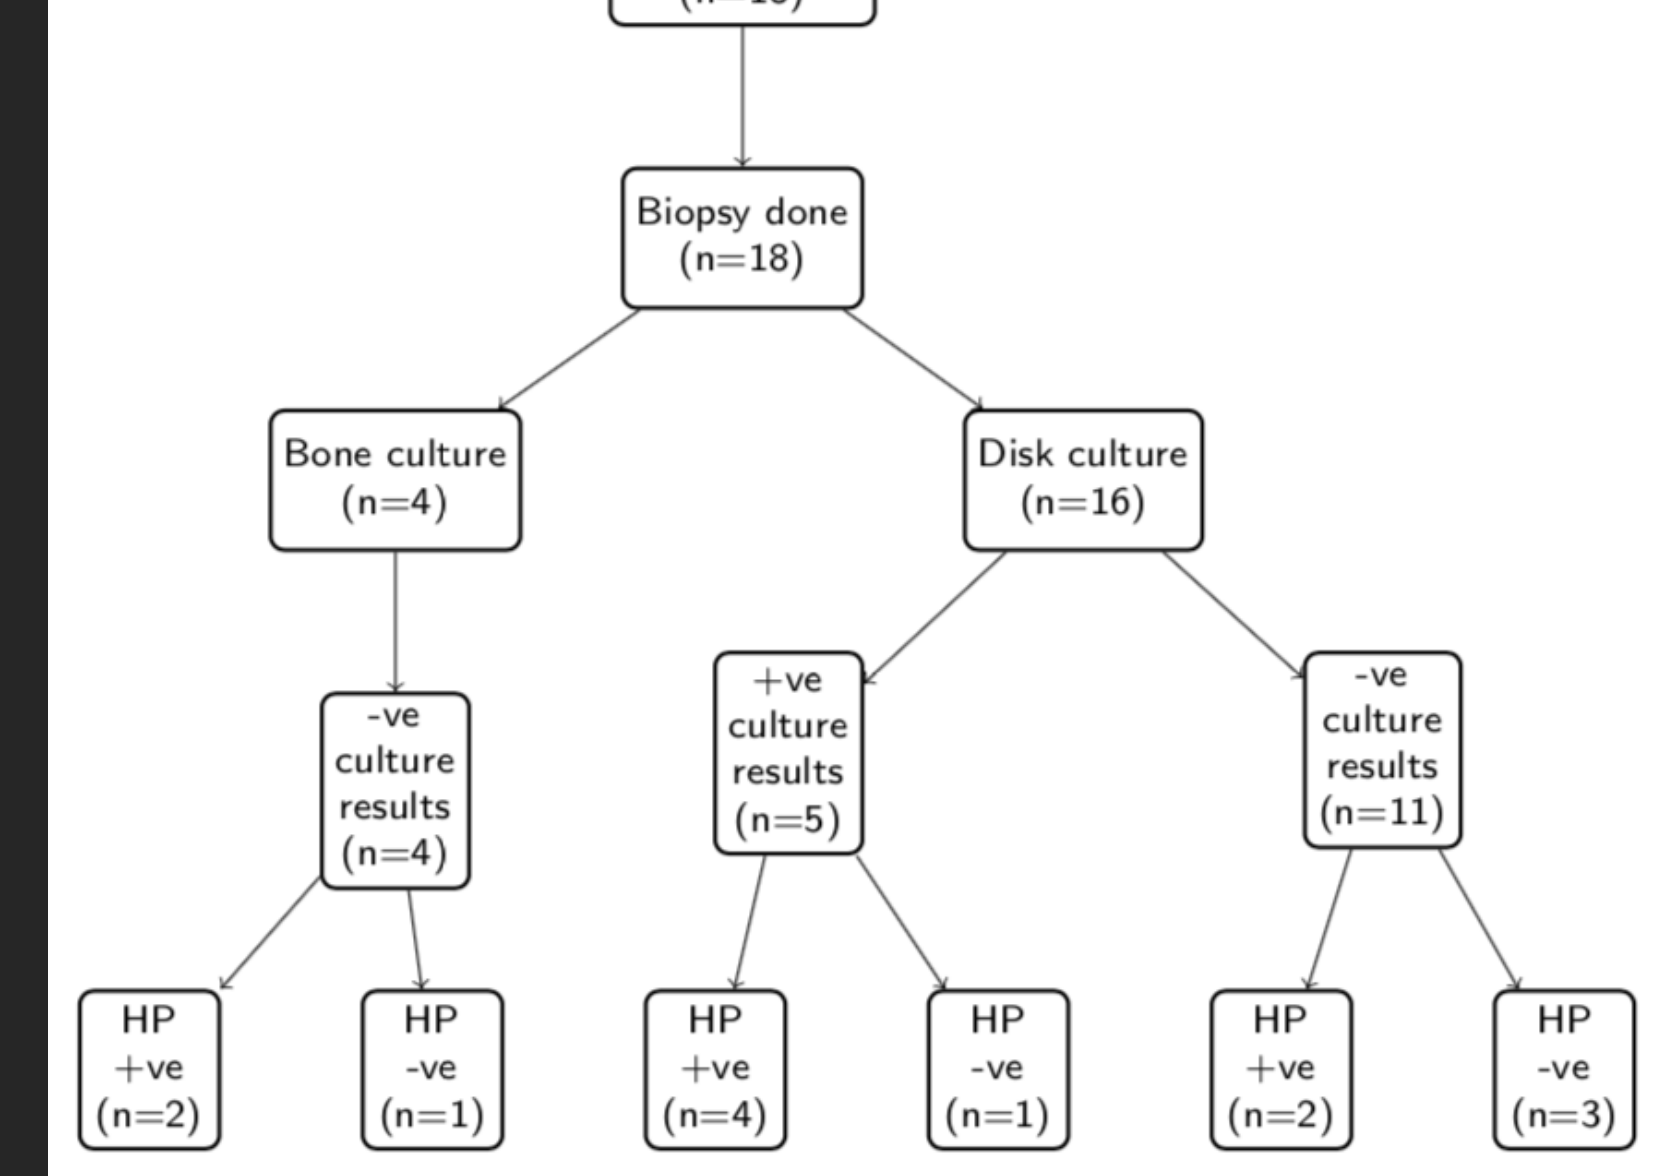 Biopsy done
(n=18)
Bone culture
(n=4)
Disk culture
(n=16)
-ve
culture
results
(n=4)
+ve
culture
results
(n=5)
-ve
culture
results
(n=11)
HP
+ve
(n=2)
HP
-ve
(n=1)
HP
+ve
(n=4)
HP
-ve
(n=1)
HP
+ve
(n=2)
HP
-ve
(n=3)